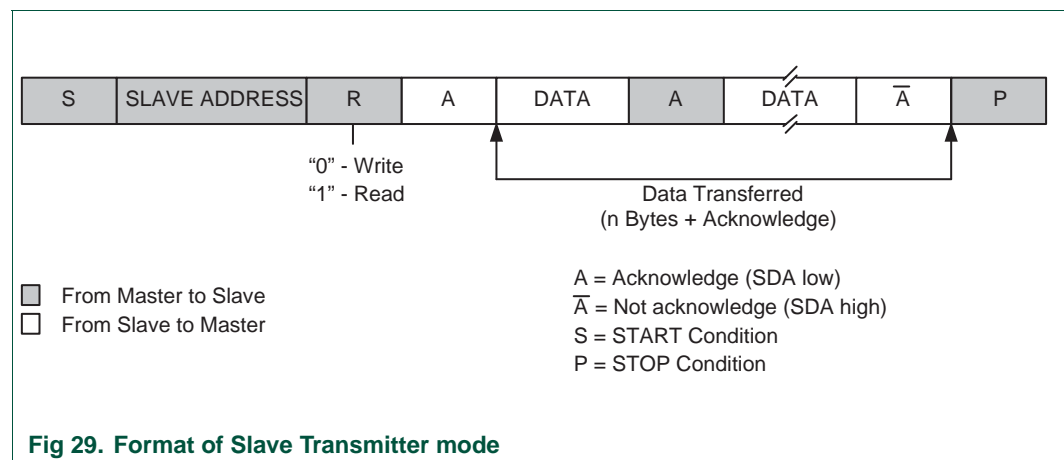 S SLAVE ADDRESS R A DATA A DATA A̅ P
“0” - Write
“1” - Read
Data Transferred
(n Bytes + Acknowledge)
From Master to Slave
From Slave to Master
A = Acknowledge (SDA low)
A̅ = Not acknowledge (SDA high)
S = START Condition
P = STOP Condition
Fig 29. Format of Slave Transmitter mode